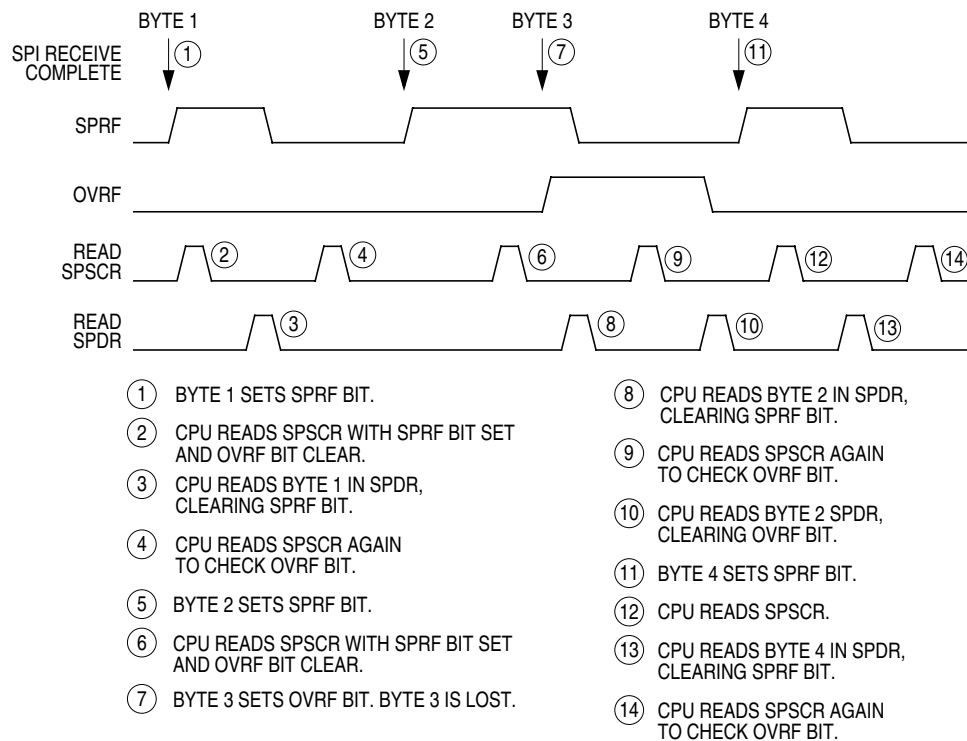 BYTE 1 BYTE 2 BYTE 3 BYTE 4
SPI RECEIVE
COMPLETE
1 5 7 11
SPRF
OVRF
READ
SPSCR
2 4 6 9 12 14
READ
SPDR
3 8 10 13
1 BYTE 1 SETS SPRF BIT.
2 CPU READS SPSCR WITH SPRF BIT SET
AND OVRF BIT CLEAR.
3 CPU READS BYTE 1 IN SPDR,
CLEARING SPRF BIT.
4 CPU READS SPSCR AGAIN
TO CHECK OVRF BIT.
5 BYTE 2 SETS SPRF BIT.
6 CPU READS SPSCR WITH SPRF BIT SET
AND OVRF BIT CLEAR.
7 BYTE 3 SETS OVRF BIT. BYTE 3 IS LOST.
8 CPU READS BYTE 2 IN SPDR,
CLEARING SPRF BIT.
9 CPU READS SPSCR AGAIN
TO CHECK OVRF BIT.
10 CPU READS BYTE 2 SPDR,
CLEARING OVRF BIT.
11 BYTE 4 SETS SPRF BIT.
12 CPU READS SPSCR.
13 CPU READS BYTE 4 IN SPDR,
CLEARING SPRF BIT.
14 CPU READS SPSCR AGAIN
TO CHECK OVRF BIT.